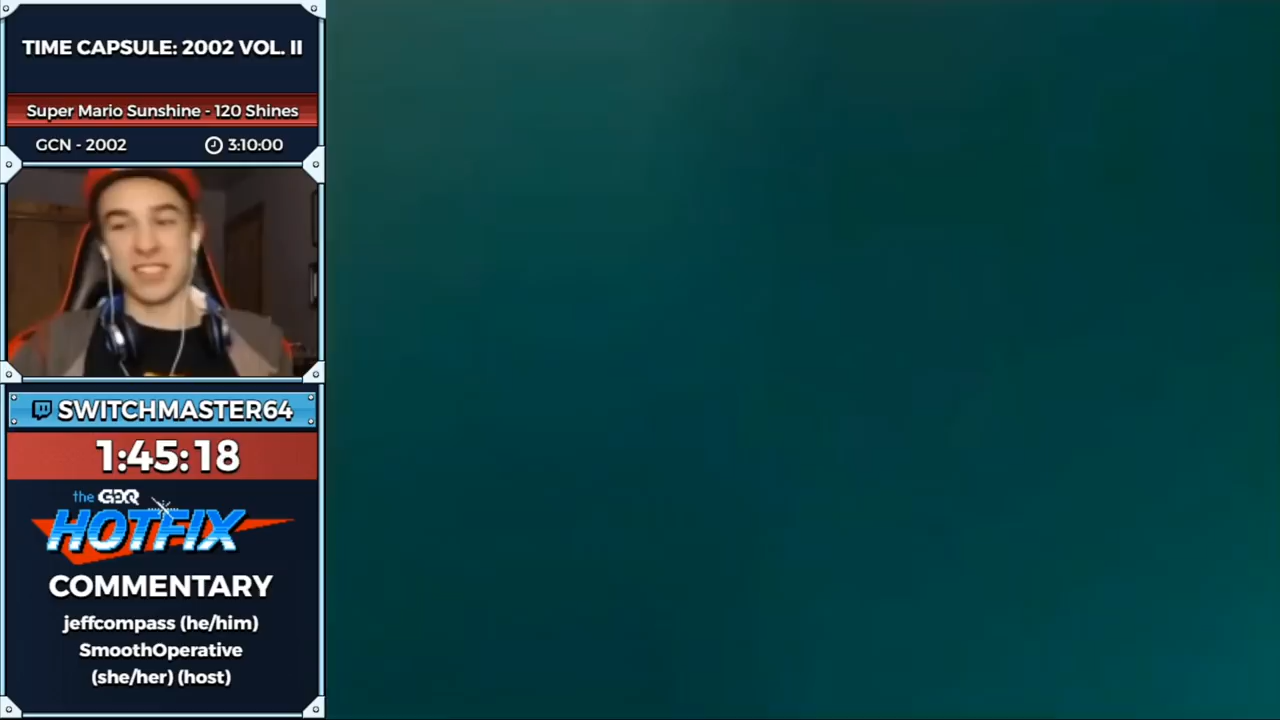 TIME CAPSULE: 2002 VOL. II
Super Mario Sunshine - 120 Shines
GCN - 2002 3:10:00
SWITCHMASTER64
1:45:18
the GDQ
HOTFIX
COMMENTARY
jeffcompass (he/him)
SmoothOperative
(she/her) (host)